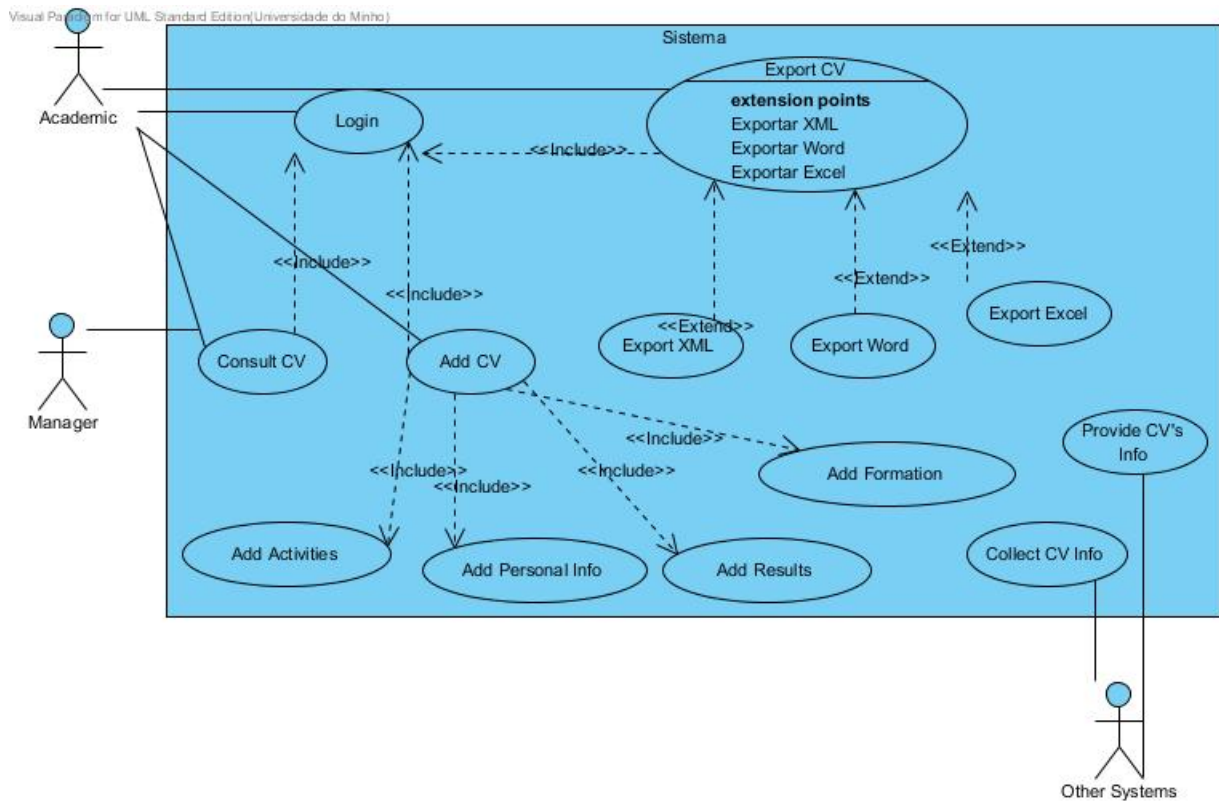 Visual Paradigm for UML Standard Edition(Universidade do Minho)
Sistema
Export CV
extension points
Exportar XML
Exportar Word
Exportar Excel
Academic
Login
<<Include>>
<<Extend>>
<<Include>>
<<Extend>>
<<Include>>
Export Excel
<<Extend>>
Export XML
Export Word
Consult CV
Add CV
Manager
Provide CV's
Info
<<Include>>
<<Include>>
<<Include>>
<<Include>>
Add Formation
Add Activities
Add Personal Info
Add Results
Collect CV Info
Other Systems